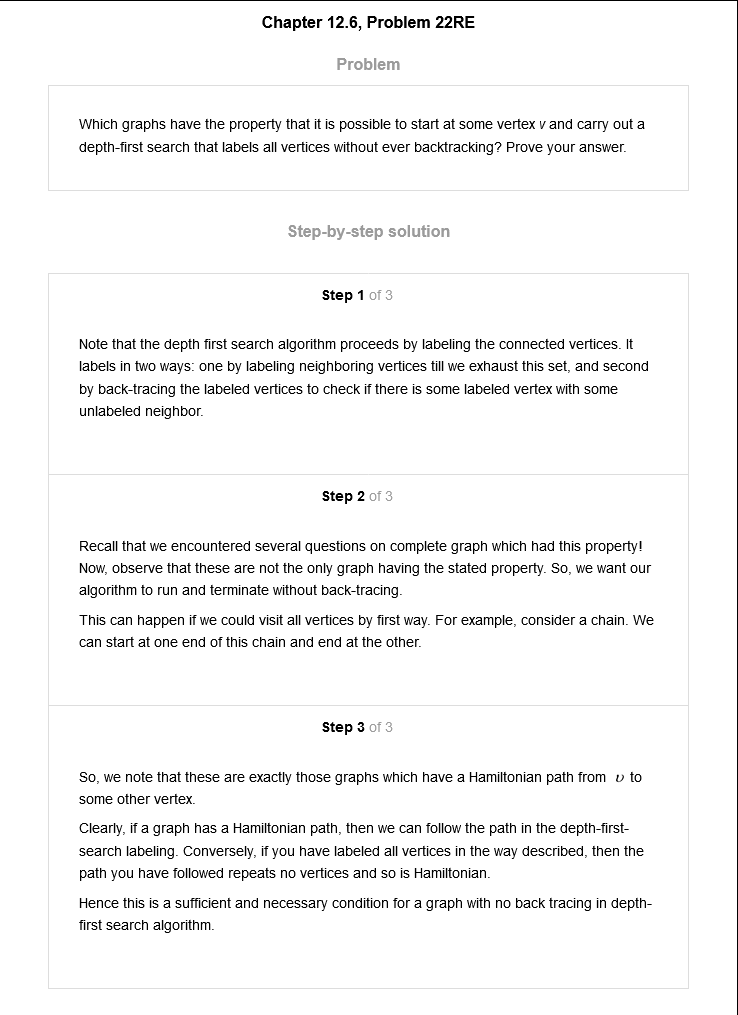 Chapter 12.6, Problem 22RE
Problem
Which graphs have the property that it is possible to start at some vertex v and carry out a
depth-first search that labels all vertices without ever backtracking? Prove your answer.
Step-by-step solution
Step 1 of 3
Note that the depth first search algorithm proceeds by labeling the connected vertices. It
labels in two ways: one by labeling neighboring vertices till we exhaust this set, and second
by back-tracing the labeled vertices to check if there is some labeled vertex with some
unlabeled neighbor.
Step 2 of 3
Recall that we encountered several questions on complete graph which had this property!
Now, observe that these are not the only graph having the stated property. So, we want our
algorithm to run and terminate without back-tracing.
This can happen if we could visit all vertices by first way. For example, consider a chain. We
can start at one end of this chain and end at the other.
Step 3 of 3
So, we note that these are exactly those graphs which have a Hamiltonian path from υ to
some other vertex.
Clearly, if a graph has a Hamiltonian path, then we can follow the path in the depth-first-
search labeling. Conversely, if you have labeled all vertices in the way described, then the
path you have followed repeats no vertices and so is Hamiltonian.
Hence this is a sufficient and necessary condition for a graph with no back tracing in depth-
first search algorithm.